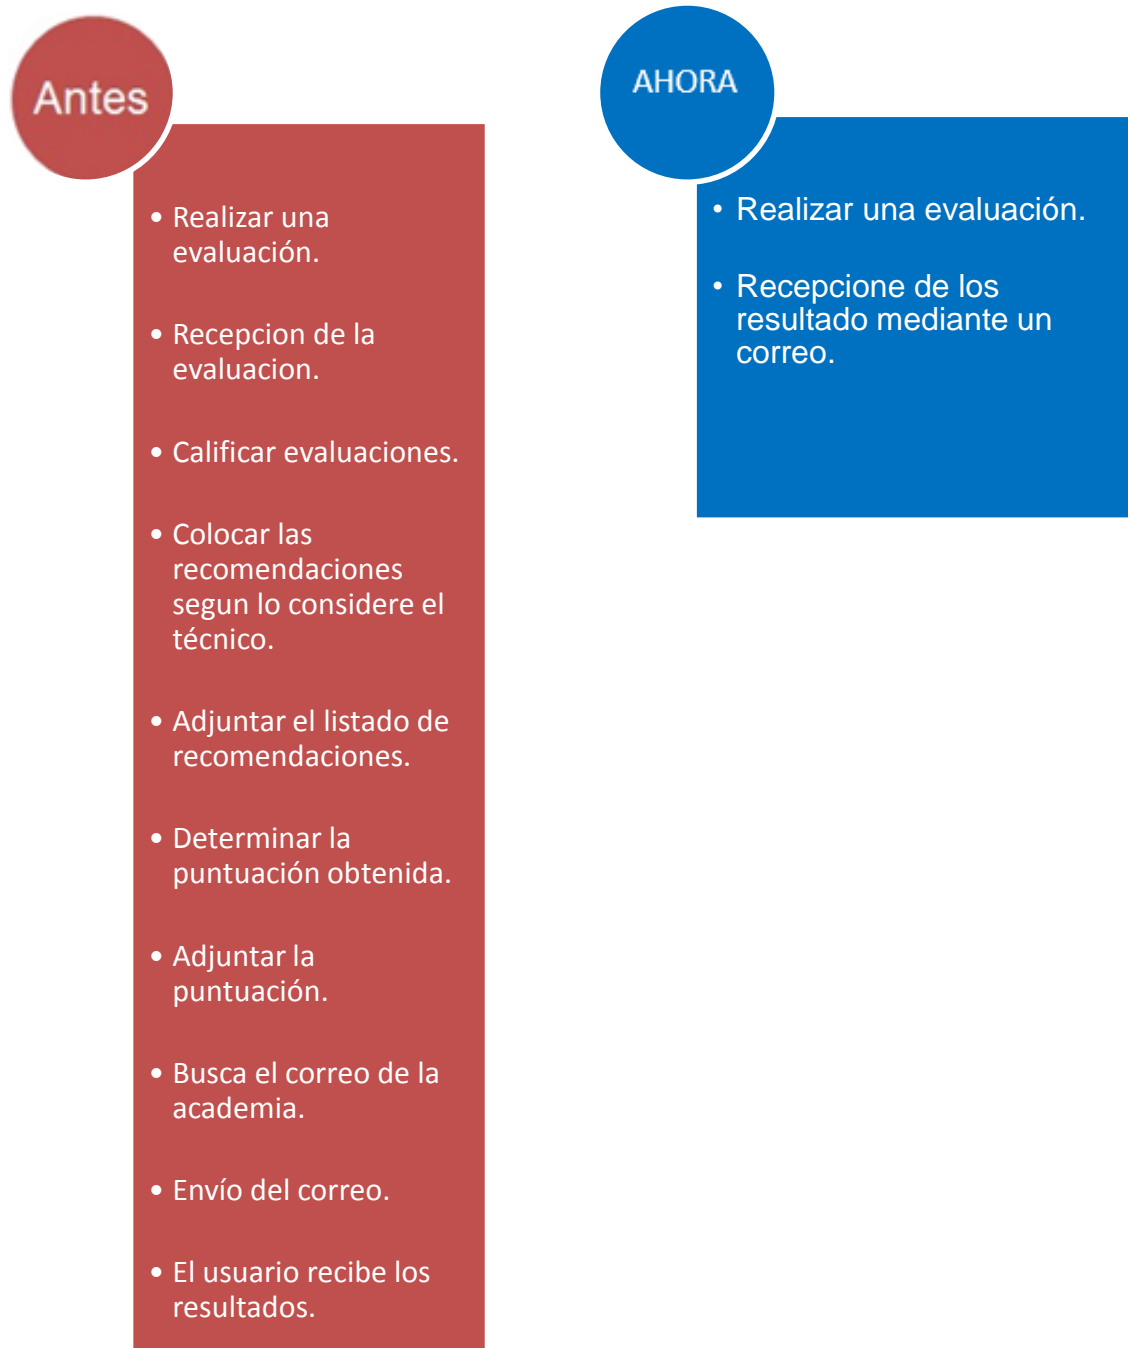 Antes
• Realizar una
evaluación.
• Recepcion de la
evaluacion.
• Calificar evaluaciones.
• Colocar las
recomendaciones
segun lo considere el
técnico.
• Adjuntar el listado de
recomendaciones.
• Determinar la
puntuación obtenida.
• Adjuntar la
puntuación.
• Busca el correo de la
academia.
• Envío del correo.
• El usuario recibe los
resultados.
AHORA
• Realizar una evaluación.
• Recepcione de los
resultado mediante un
correo.